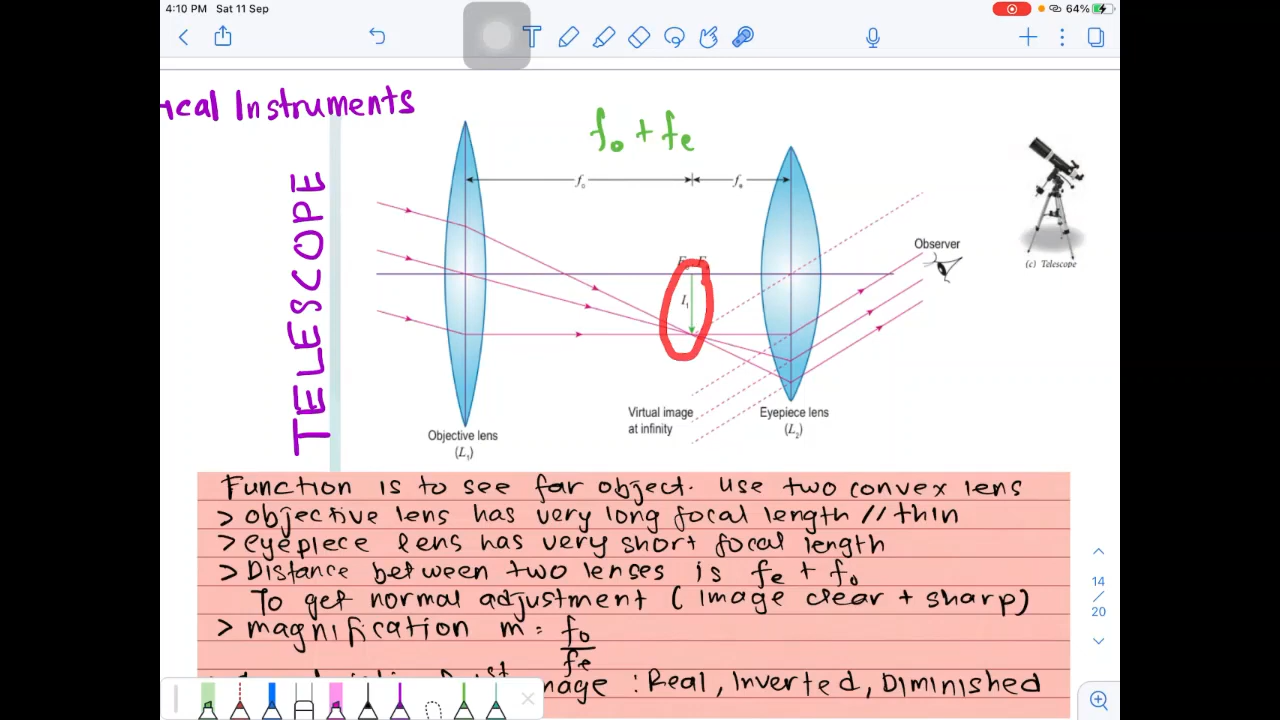 4:10 PM Sat 11 Sep
64%
ical Instruments
TELESCOPE
fo + fe
fo
fe
Observer
(c) Telescope
I1
Virtual image
at infinity
Eyepiece lens
(L2)
Objective lens
(L1)
Function is to see far object. Use two convex lens
> objective lens has very long focal length // thin
> eyepiece lens has very short focal length
> Distance between two lenses is fe + fo
To get normal adjustment ( image clear + sharp)
> magnification m = fo
fe
image : Real, Inverted, Diminished
14
/
20